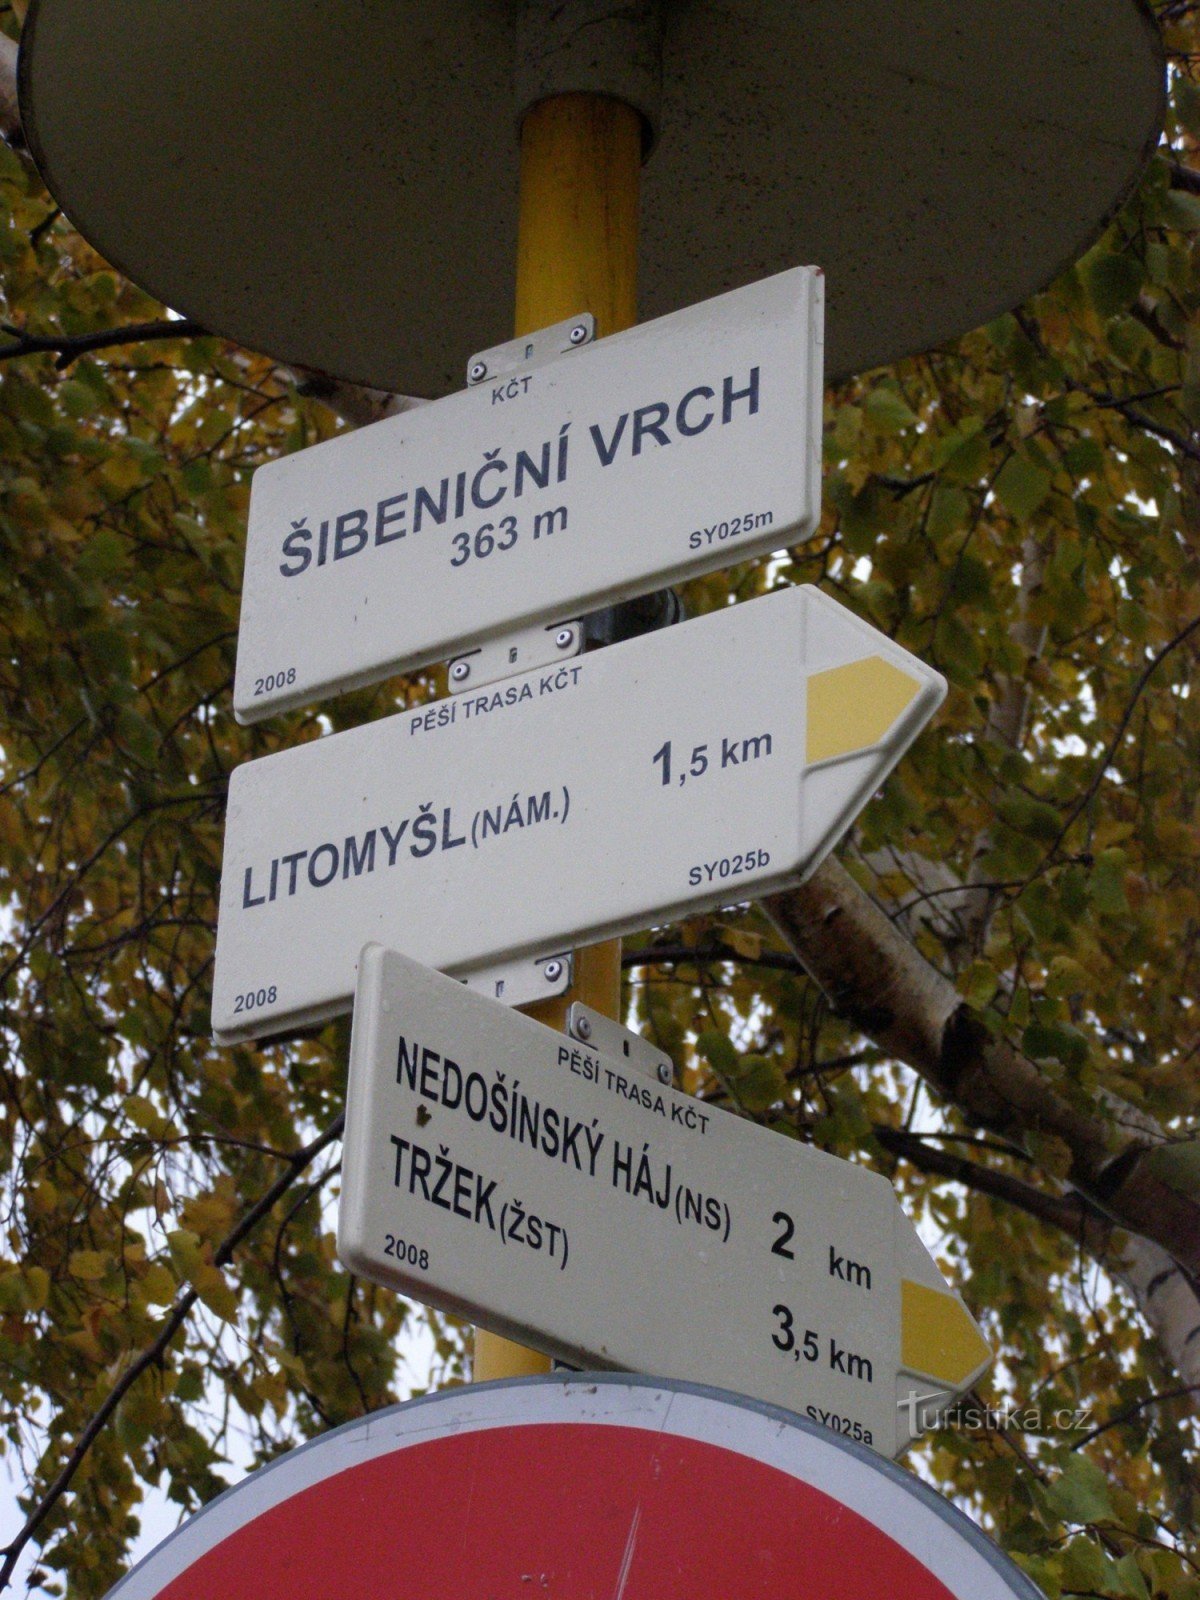 KČT
ŠIBENIČNÍ VRCH
363 m
SY025m
2008
PĚŠÍ TRASA KČT
LITOMYŠL(NÁM.) 1,5 km
SY025b
2008
PĚŠÍ TRASA KČT
NEDOŠÍNSKÝ HÁJ(NS) 2 km
TRŽEK(ŽST) 3,5 km
2008
SY025a
Turistika.cz